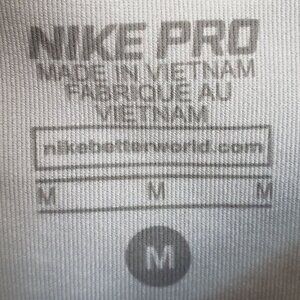 NIKE PRO
MADE IN VIETNAM
FABRIQUE AU
VIETNAM
nikebetterworld.com
M M M
M